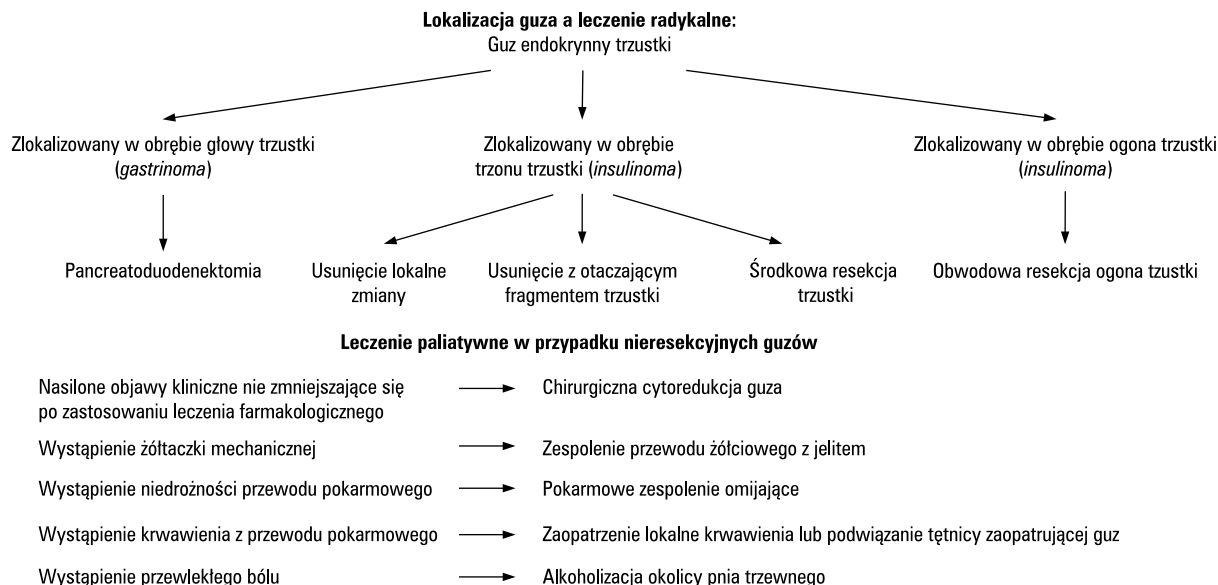 Lokalizacja guza a leczenie radykalne:
Guz endokrynny trzustki
Zlokalizowany w obrębie głowy trzustki
(gastrinoma)
Zlokalizowany w obrębie
trzonu trzustki (insulinoma)
Zlokalizowany w obrębie ogona trzustki
(insulinoma)
Pancreatoduodenektomia
Usunięcie lokalne
zmiany
Usunięcie z otaczającym
fragmentem trzustki
Środkowa resekcja
trzustki
Obwodowa resekcja ogona tzustki
Leczenie paliatywne w przypadku nieresekcyjnych guzów
Nasilone objawy kliniczne nie zmniejszające się
po zastosowaniu leczenia farmakologicznego
Chirurgiczna cytoredukcja guza
Wystąpienie żółtaczki mechanicznej
Zespolenie przewodu żółciowego z jelitem
Wystąpienie niedrożności przewodu pokarmowego
Pokarmowe zespolenie omijające
Wystąpienie krwawienia z przewodu pokarmowego
Zaopatrzenie lokalne krwawienia lub podwiązanie tętnicy zaopatrującej guz
Wystąpienie przewlekłego bólu
Alkoholizacja okolicy pnia trzewnego